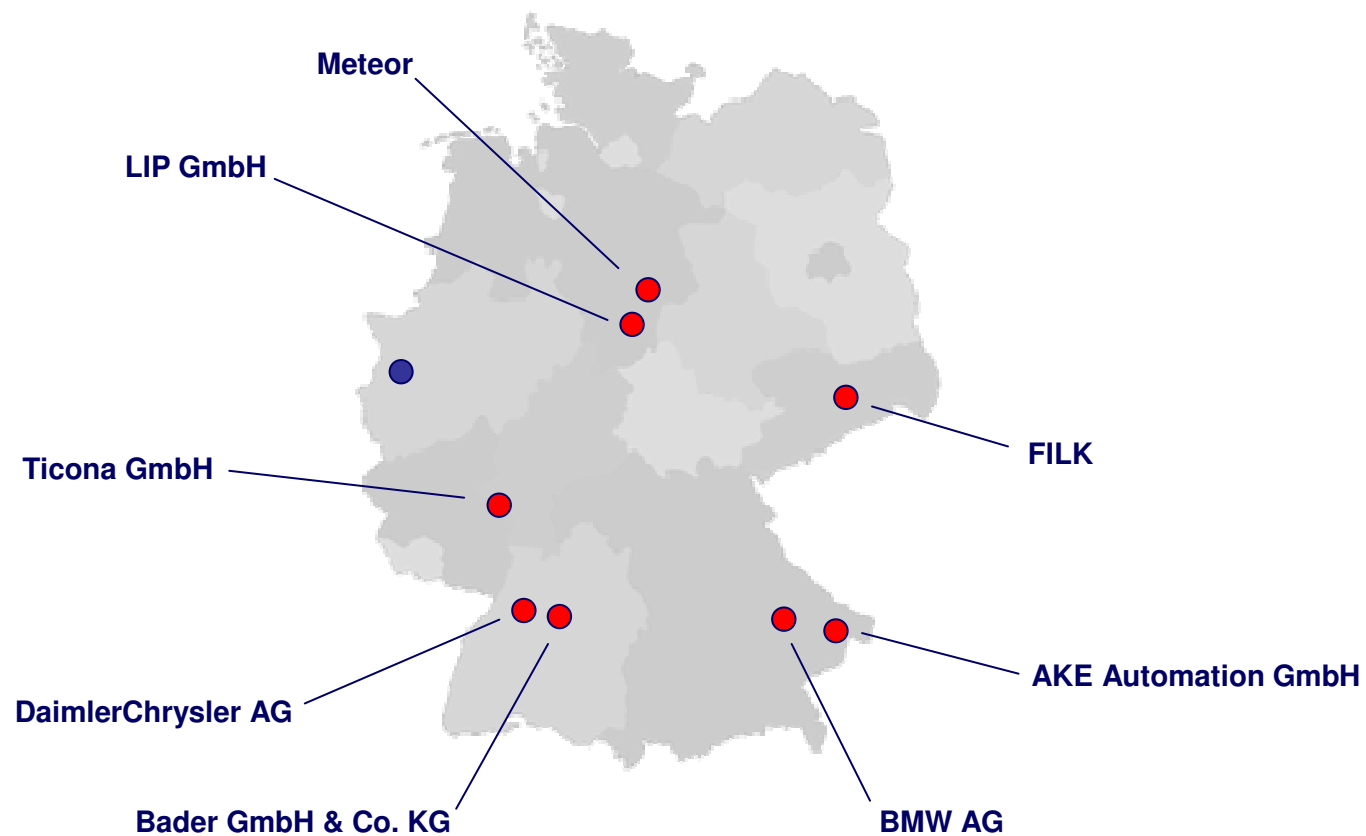 Meteor
LIP GmbH
FILK
Ticona GmbH
AKE Automation GmbH
DaimlerChrysler AG
Bader GmbH & Co. KG
BMW AG